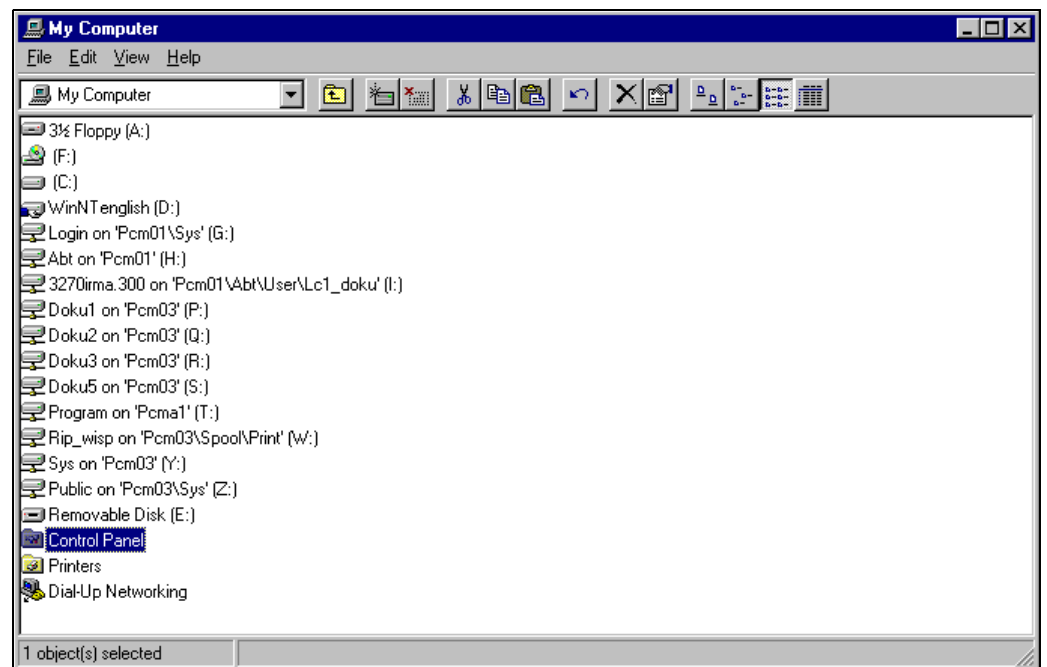 My Computer
File Edit View Help
My Computer
3½ Floppy (A:)
(F:)
(C:)
WinNTenglish (D:)
Login on 'Pcm01\Sys' (G:)
Abt on 'Pcm01' (H:)
3270irma.300 on 'Pcm01\Abt\User\Lc1_doku' (I:)
Doku1 on 'Pcm03' (P:)
Doku2 on 'Pcm03' (Q:)
Doku3 on 'Pcm03' (R:)
Doku5 on 'Pcm03' (S:)
Program on 'Pcma1' (T:)
Rip_wisp on 'Pcm03\Spool\Print' (W:)
Sys on 'Pcm03' (Y:)
Public on 'Pcm03\Sys' (Z:)
Removable Disk (E:)
Control Panel
Printers
Dial-Up Networking
1 object(s) selected